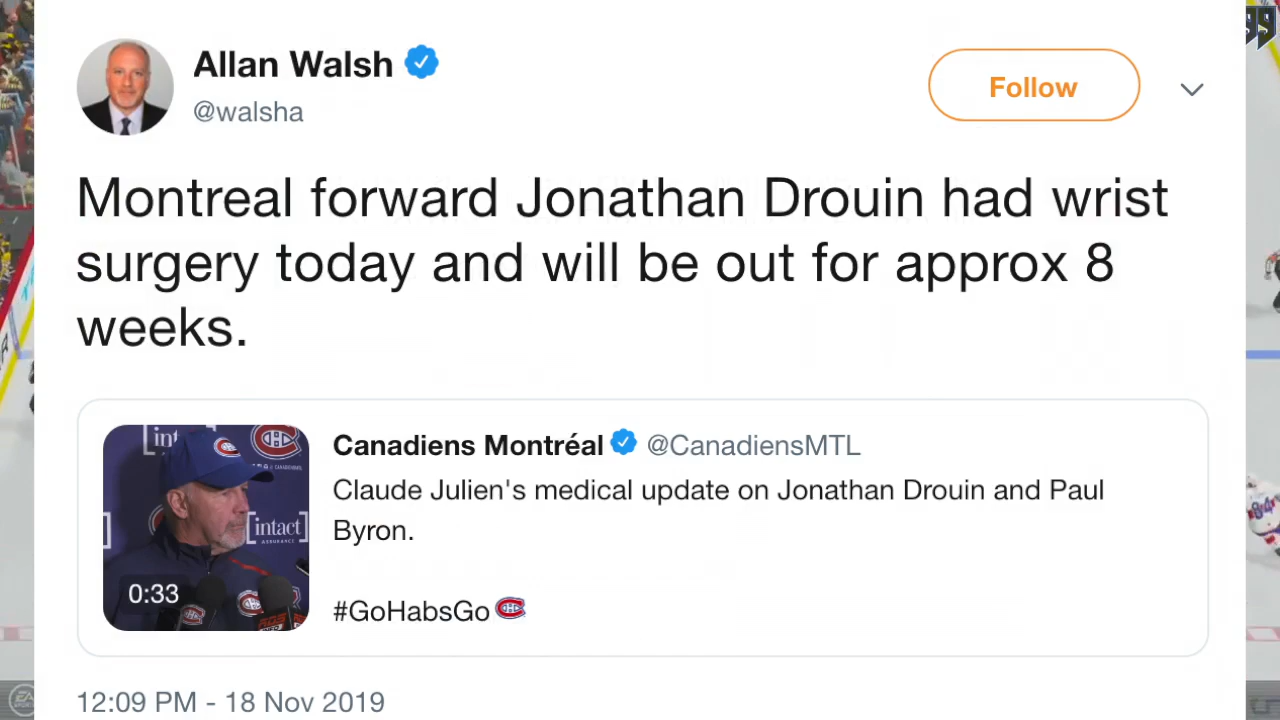 Allan Walsh
@walsha
Follow
Montreal forward Jonathan Drouin had wrist
surgery today and will be out for approx 8
weeks.
Canadiens Montréal @CanadiensMTL
Claude Julien's medical update on Jonathan Drouin and Paul
Byron.
#GoHabsGo
[intact]
ASSURANCE
0:33
12:09 PM - 18 Nov 2019